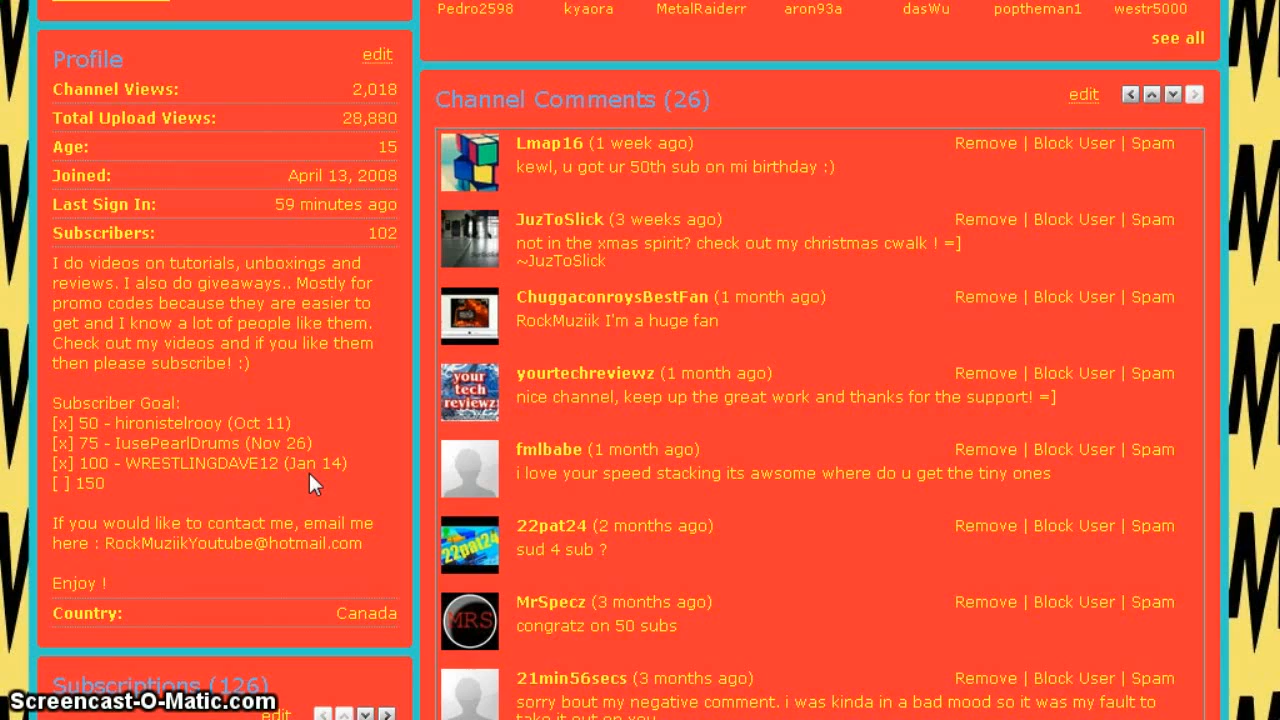 Profile
edit
Channel Views: 2,018
Total Upload Views: 28,880
Age: 15
Joined: April 13, 2008
Last Sign In: 59 minutes ago
Subscribers: 102
I do videos on tutorials, unboxings and
reviews. I also do giveaways.. Mostly for
promo codes because they are easier to
get and I know a lot of people like them.
Check out my videos and if you like them
then please subscribe! :)
Subscriber Goal:
[x] 50 - hironistelrooy (Oct 11)
[x] 75 - IusePearlDrums (Nov 26)
[x] 100 - WRESTLINGDAVE12 (Jan 14)
[ ] 150
If you would like to contact me, email me
here : RockMuziikYoutube@hotmail.com
Enjoy !
Country: Canada
Subscriptions (126)
edit
Screencast-O-Matic.com
Pedro2598 kyaora MetalRaiderr aron93a dasWu poptheman1 westr5000
see all
Channel Comments (26)
edit
Lmap16 (1 week ago) Remove | Block User | Spam
kewl, u got ur 50th sub on mi birthday :)
JuzToSlick (3 weeks ago) Remove | Block User | Spam
not in the xmas spirit? check out my christmas cwalk ! =]
~JuzToSlick
ChuggaconroysBestFan (1 month ago) Remove | Block User | Spam
RockMuziik I'm a huge fan
your
tech
reviewz
yourtechreviewz (1 month ago) Remove | Block User | Spam
nice channel, keep up the great work and thanks for the support! =]
fmlbabe (1 month ago) Remove | Block User | Spam
i love your speed stacking its awsome where do u get the tiny ones
22pat24
22pat24 (2 months ago) Remove | Block User | Spam
sud 4 sub ?
MRS
MrSpecz (3 months ago) Remove | Block User | Spam
congratz on 50 subs
21min56secs (3 months ago) Remove | Block User | Spam
sorry bout my negative comment. i was kinda in a bad mood so it was my fault to
take it out on you